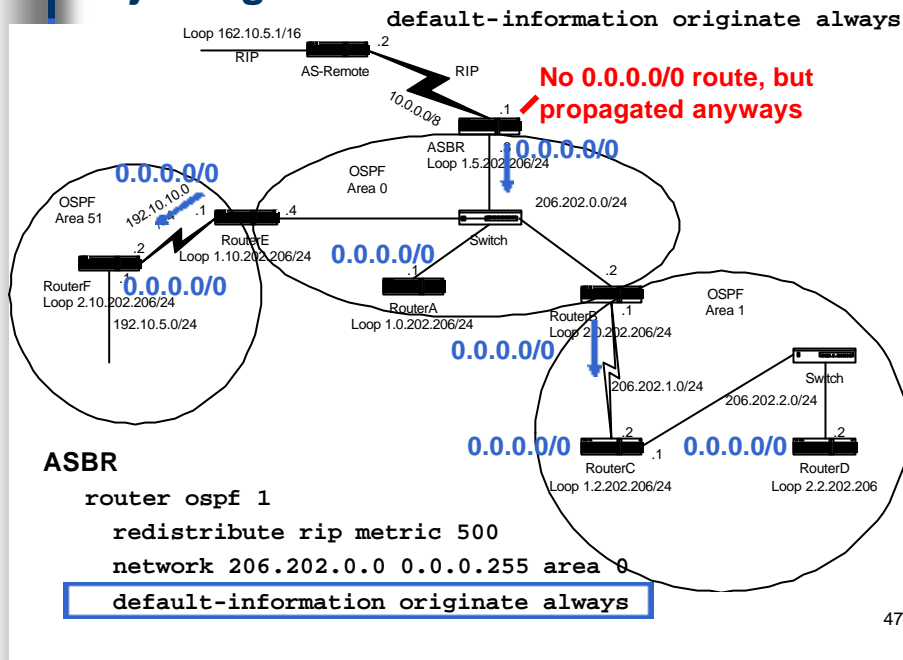 default-information originate always
Loop 162.10.5.1/16
RIP
.2
AS-Remote
RIP
10.0.0.0/8
No 0.0.0.0/0 route, but
propagated anyways
.1
ASBR
Loop 1.5.202.206/24
.3
0.0.0.0/0
OSPF
Area 0
206.202.0.0/24
0.0.0.0/0
OSPF
Area 51
192.10.10.0
.1
.4
RouterE
Loop 1.10.202.206/24
Switch
0.0.0.0/0
.2
.1
RouterF
Loop 2.10.202.206/24
0.0.0.0/0
192.10.5.0/24
.1
RouterA
Loop 1.0.202.206/24
.2
RouterB
Loop 2.0.202.206/24
.1
OSPF
Area 1
0.0.0.0/0
206.202.1.0/24
Switch
206.202.2.0/24
0.0.0.0/0
.2
.1
RouterC
Loop 1.2.202.206/24
0.0.0.0/0
.2
RouterD
Loop 2.2.202.206
ASBR
router ospf 1
redistribute rip metric 500
network 206.202.0.0 0.0.0.255 area 0
default-information originate always
47